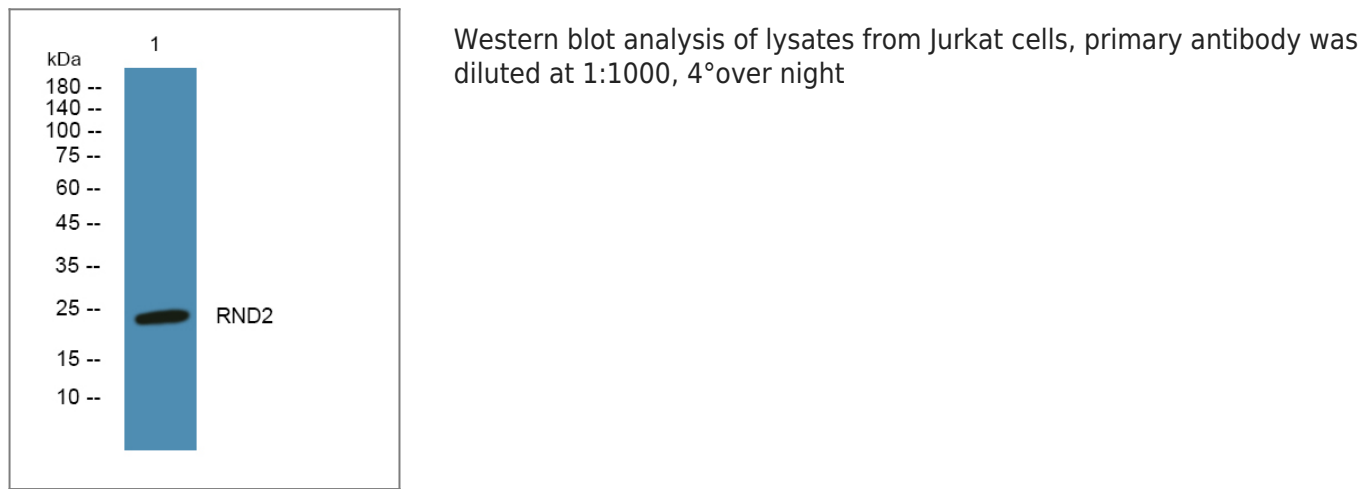 1
kDa
180 --
140 --
100 --
75 --
60 --
45 --
35 --
25 --
RND2
15 --
10 --
Western blot analysis of lysates from Jurkat cells, primary antibody was
diluted at 1:1000, 4°over night